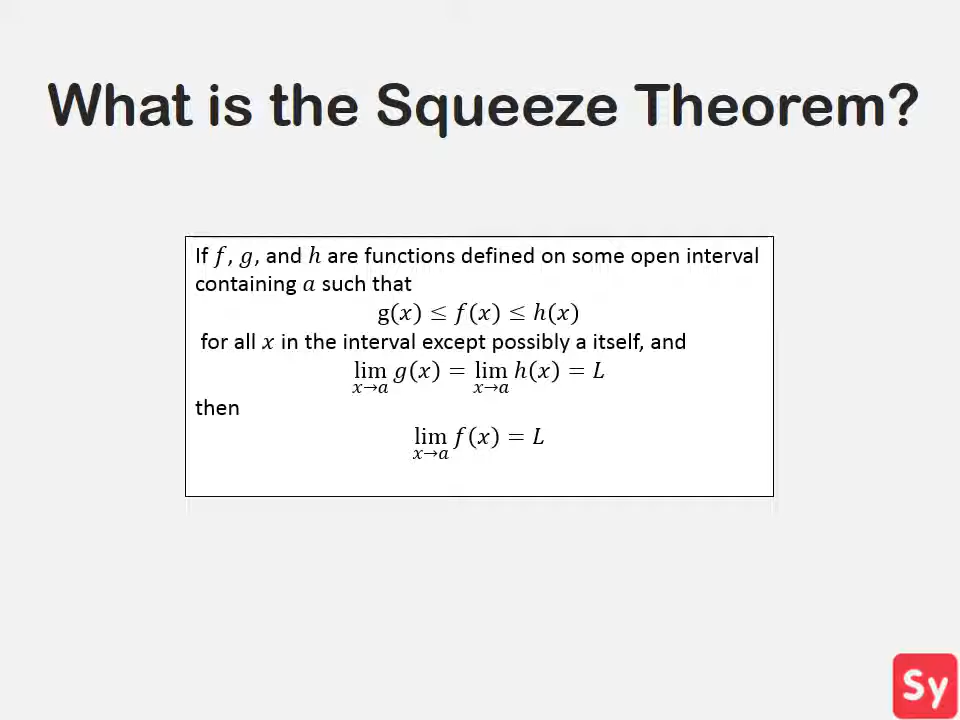 What is the Squeeze Theorem?
If f, g, and h are functions defined on some open interval
containing a such that
g(x) ≤ f(x) ≤ h(x)
for all x in the interval except possibly a itself, and
lim g(x) = lim h(x) = L
x→a x→a
then
lim f(x) = L
x→a
Sy